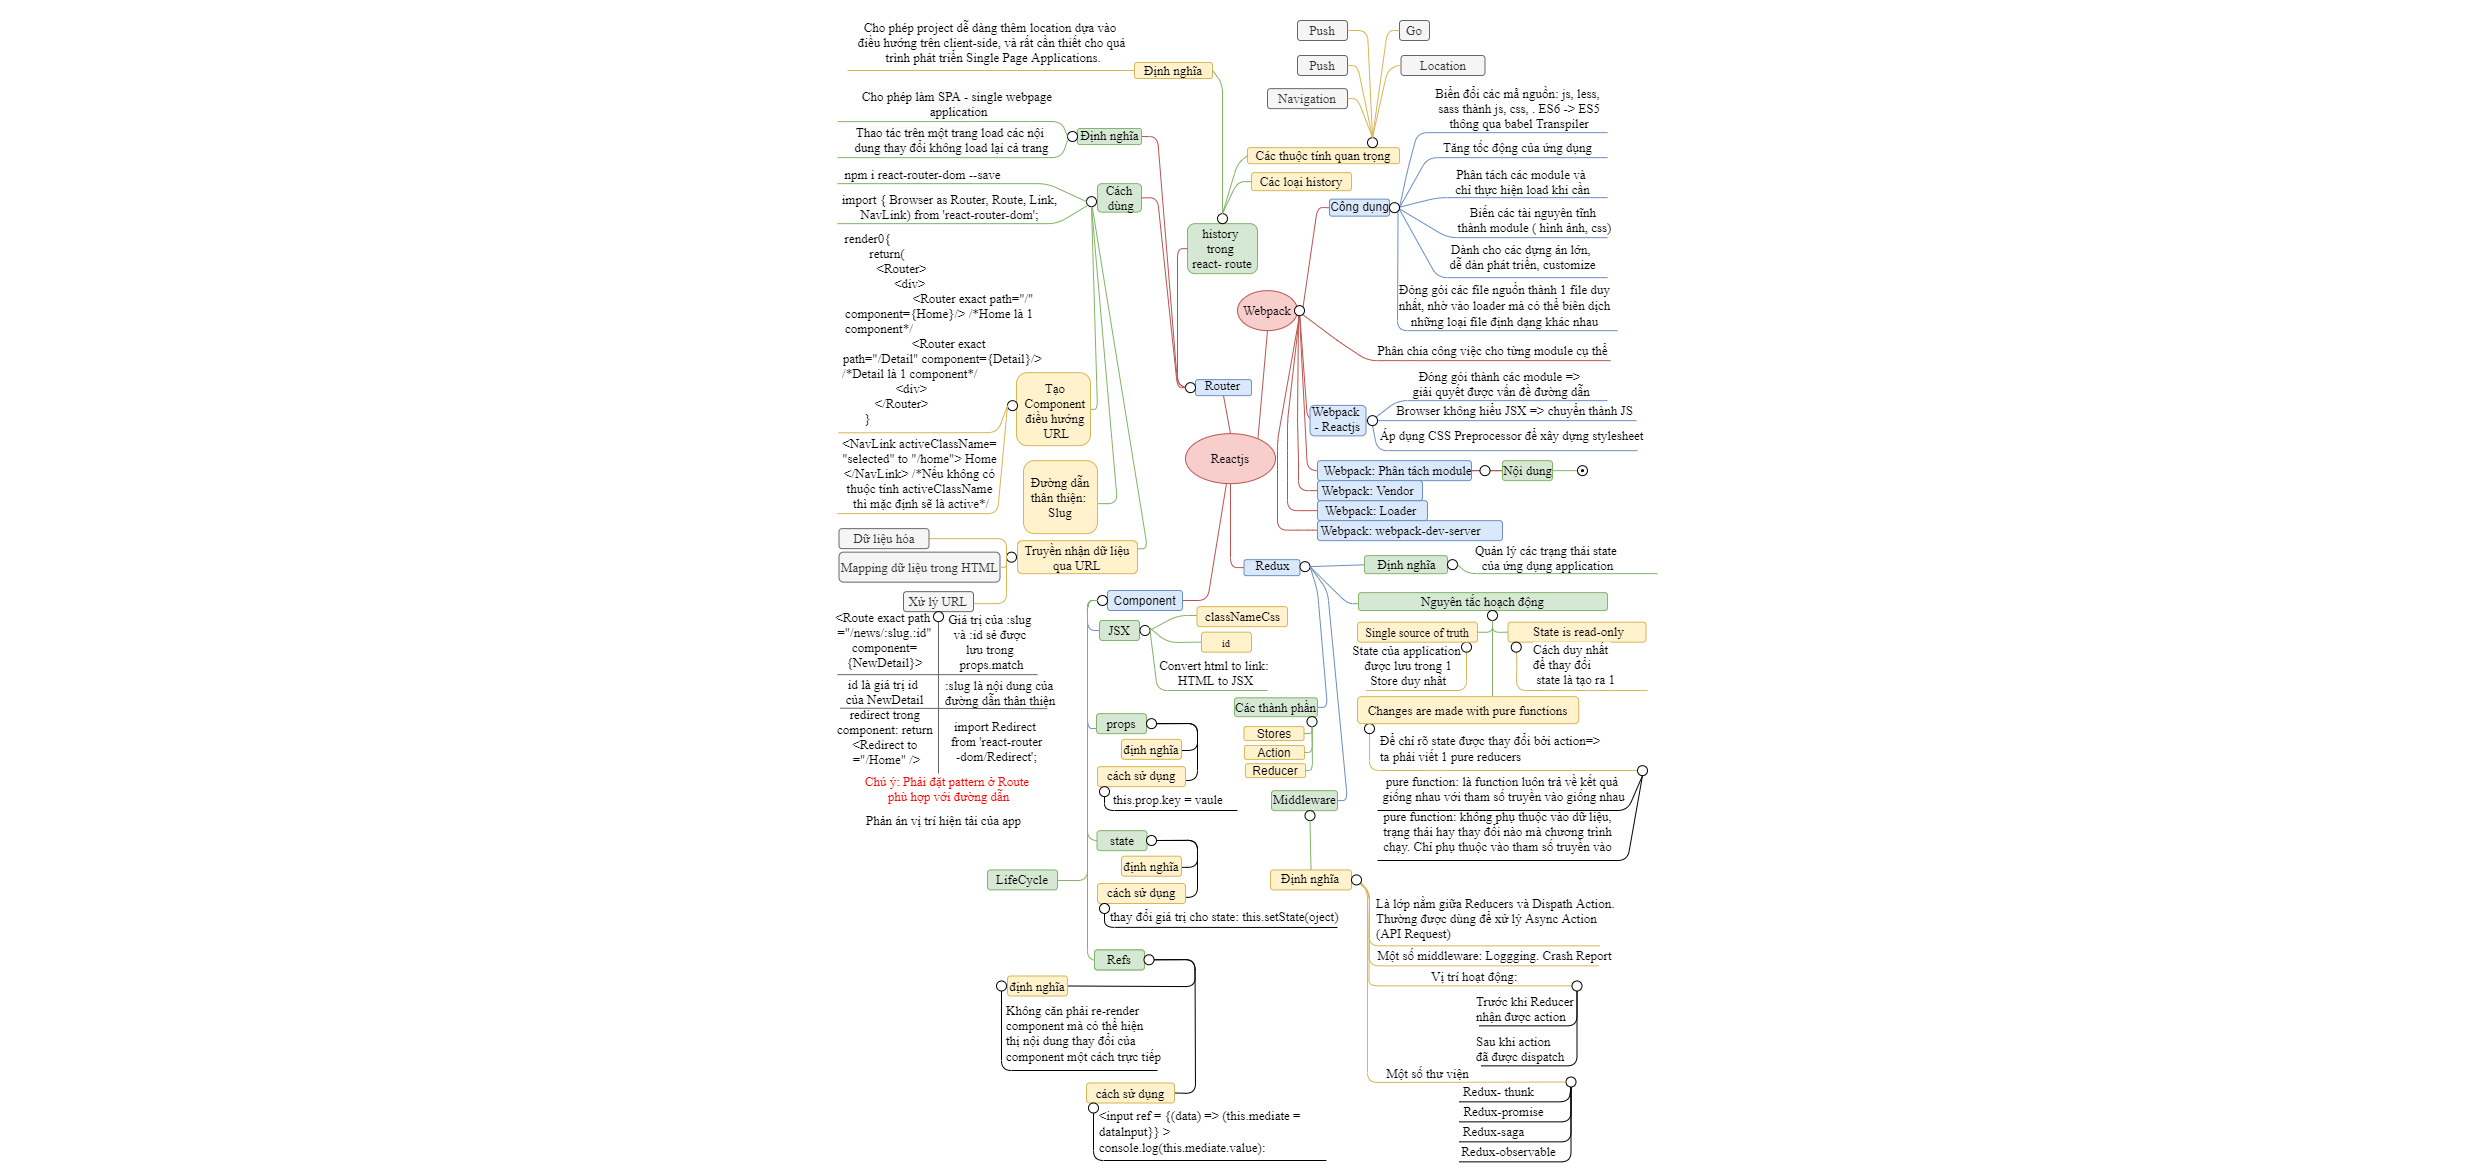 Cho phép project dễ dàng thêm location dựa vào
điều hướng trên client-side, và rất cần thiết cho quá
trình phát triển Single Page Applications.
Định nghĩa
Cho phép làm SPA - single webpage
application
Thao tác trên một trang load các nội
dung thay đổi không load lại cả trang
Định nghĩa
npm i react-router-dom --save
import { Browser as Router, Route, Link,
NavLink) from 'react-router-dom';
Cách
dùng
render0{
return(
<Router>
<div>
<Router exact path="/"
component={Home}/> /*Home là 1
component*/
<Router exact
path="/Detail" component={Detail}/>
/*Detail là 1 component*/
<div>
</Router>
}
Tạo
Component
điều hướng
URL
<NavLink activeClassName=
"selected" to "/home"> Home
</NavLink> /*Nếu không có
thuộc tính activeClassName
thì mặc định sẽ là active*/
Đường dẫn
thân thiện:
Slug
Dữ liệu hóa
Mapping dữ liệu trong HTML
Truyền nhận dữ liệu
qua URL
Xử lý URL
<Route exact path
="/news/:slug.:id"
component=
{NewDetail}>
Giá trị của :slug
và :id sẽ được
lưu trong
props.match
id là giá trị id
của NewDetail
:slug là nội dung của
đường dẫn thân thiện
redirect trong
component: return
<Redirect to
="/Home" />
import Redirect
from 'react-router
-dom/Redirect';
Chú ý: Phải đặt pattern ở Route
phù hợp với đường dẫn
Phản án vị trí hiện tải của app
Push
Go
Push
Location
Navigation
Các thuộc tính quan trọng
Các loại history
history
trong
react- route
Router
Reactjs
Webpack
Công dụng
Biến đổi các mã nguồn: js, less,
sass thành js, css, . ES6 -> ES5
thông qua babel Transpiler
Tăng tốc động của ứng dụng
Phân tách các module và
chỉ thực hiện load khi cần
Biến các tài nguyên tĩnh
thành module ( hình ảnh, css)
Dành cho các dựng án lớn,
dễ dàn phát triển, customize
Đóng gói các file nguồn thành 1 file duy
nhất, nhờ vào loader mà có thể biên dịch
những loại file định dạng khác nhau
Phân chia công việc cho từng module cụ thể
Webpack
- Reactjs
Đóng gói thành các module =>
giải quyết được vấn đề đường dẫn
Browser không hiểu JSX => chuyển thành JS
Áp dụng CSS Preprocessor để xây dựng stylesheet
Webpack: Phân tách module
Nội dung
Webpack: Vendor
Webpack: Loader
Webpack: webpack-dev-server
Redux
Định nghĩa
Quản lý các trạng thái state
của ứng dụng application
Nguyên tắc hoạch động
Single source of truth
State is read-only
State của application
được lưu trong 1
Store duy nhất
Cách duy nhất
để thay đổi
state là tạo ra 1
Changes are made with pure functions
Để chỉ rõ state được thay đổi bởi action=>
ta phải viết 1 pure reducers
pure function: là function luôn trả về kết quả
giống nhau với tham số truyền vào giống nhau
pure function: không phụ thuộc vào dữ liệu,
trạng thái hay thay đổi nào mà chương trình
chạy. Chỉ phụ thuộc vào tham số truyền vào
Các thành phần
Stores
Action
Reducer
Middleware
Định nghĩa
Là lớp nằm giữa Reducers và Dispath Action.
Thường được dùng để xử lý Async Action
(API Request)
Một số middleware: Loggging. Crash Report
Vị trí hoạt động:
Trước khi Reducer
nhận được action
Sau khi action
đã được dispatch
Một số thư viện
Redux- thunk
Redux-promise
Redux-saga
Redux-observable
Component
JSX
classNameCss
id
Convert html to link:
HTML to JSX
props
định nghĩa
cách sử dụng
this.prop.key = vaule
state
định nghĩa
cách sử dụng
thay đổi giá trị cho state: this.setState(oject)
LifeCycle
Refs
định nghĩa
Không căn phải re-render
component mà có thể hiện
thị nội dung thay đổi của
component một cách trực tiếp
cách sử dụng
<input ref = {(data) => (this.mediate =
dataInput}} >
console.log(this.mediate.value):